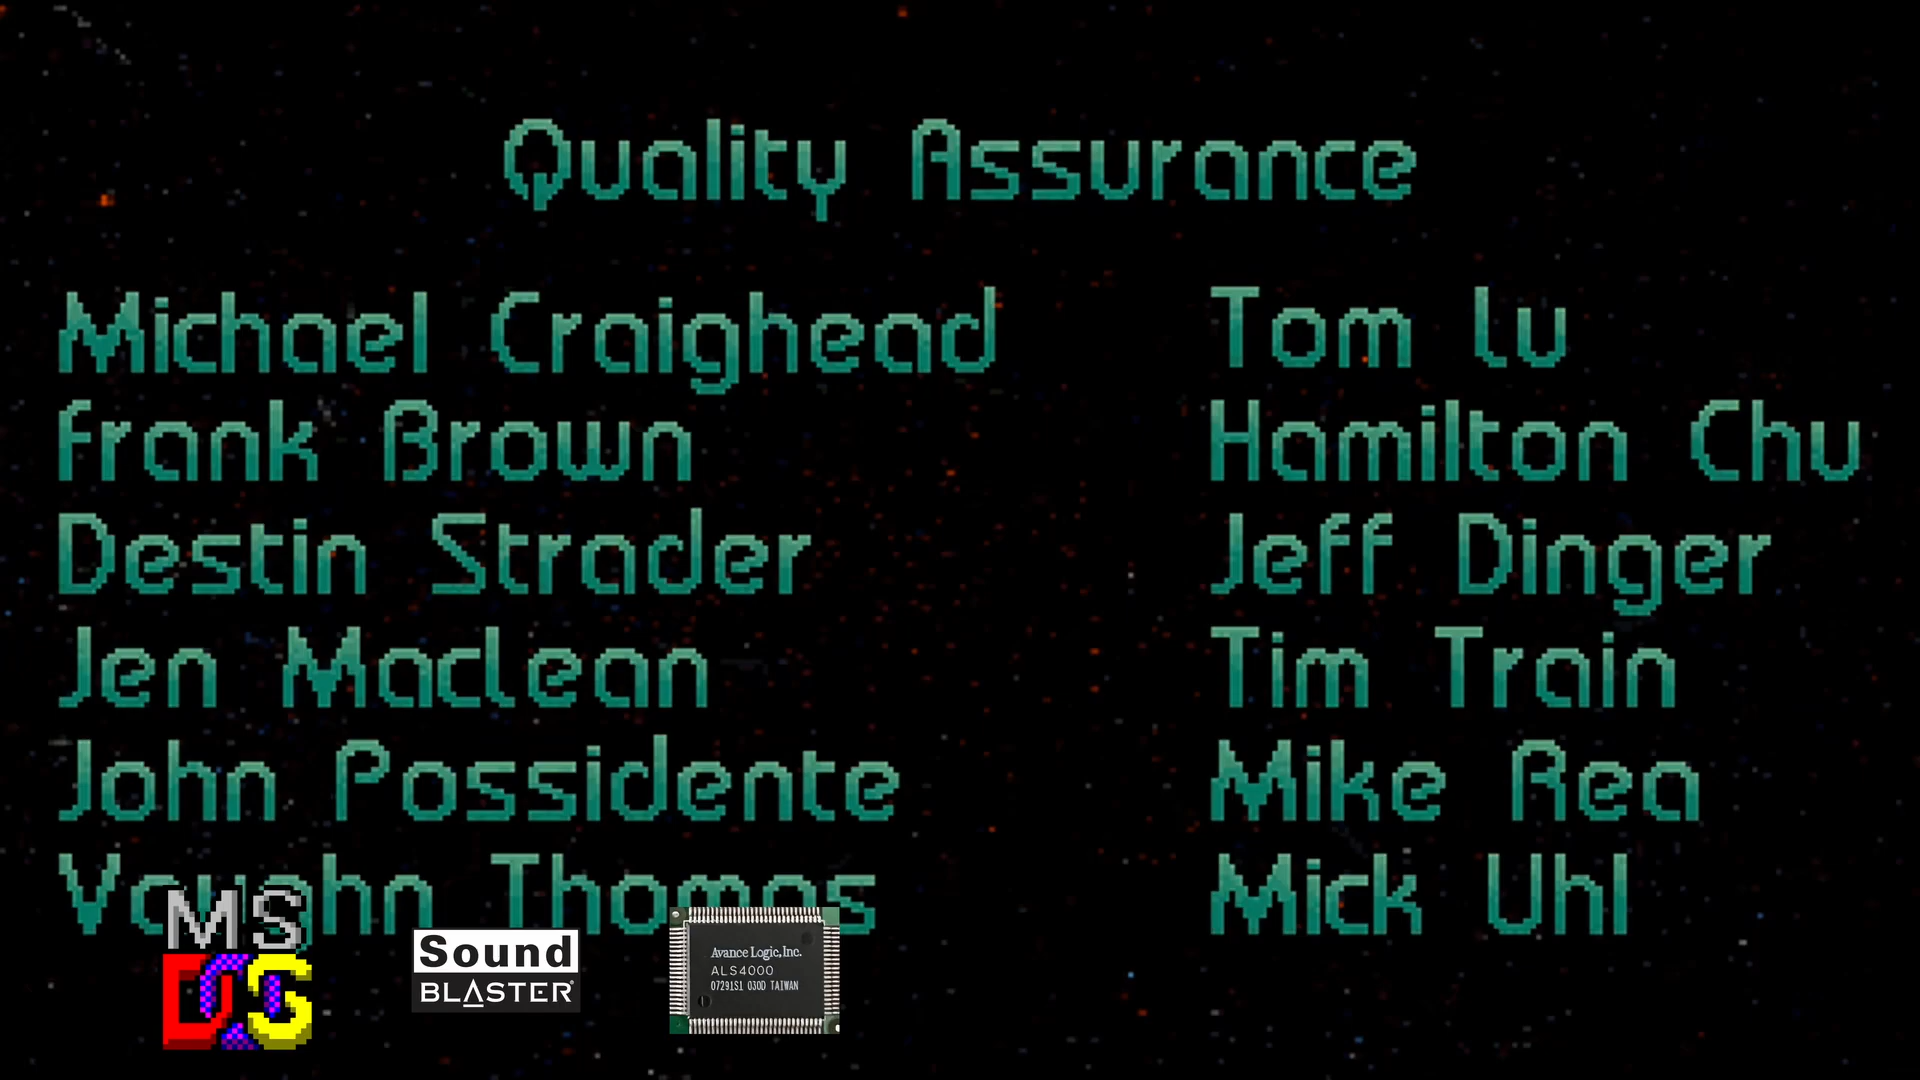 Quality Assurance
Michael Craighead
Frank Brown
Destin Strader
Jen MacLean
John Possidente
Vaughn Thomas
Tom Lu
Hamilton Chu
Jeff Dinger
Tim Train
Mike Rea
Mick Uhl
MS
DOS
Sound
BLASTER
Avance Logic, Inc.
ALS4000
07291S1 030D TAIWAN